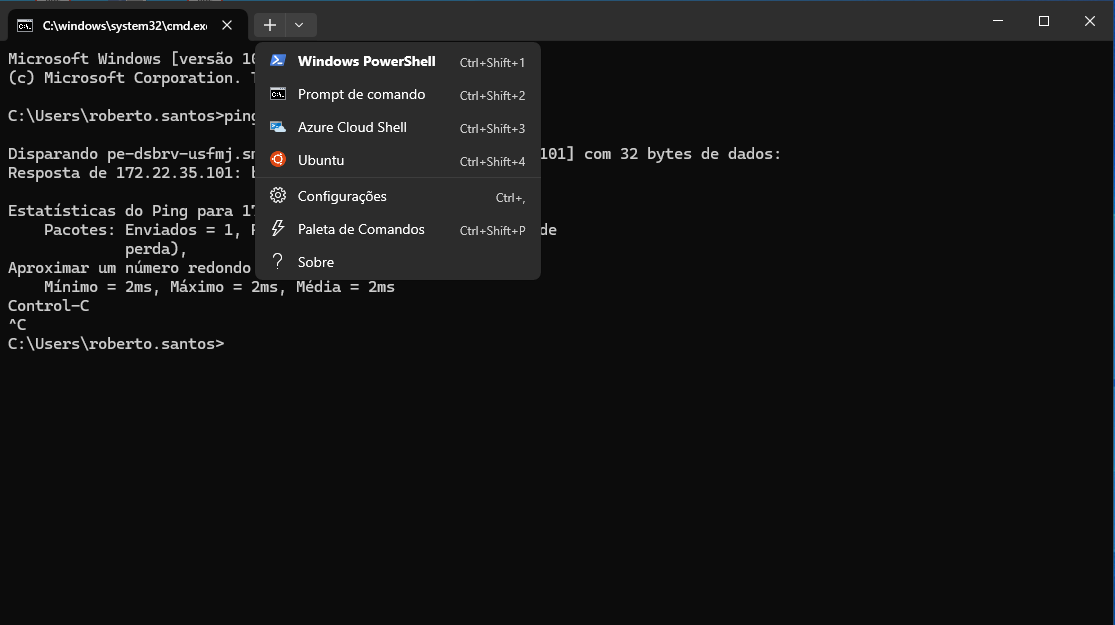 C:\windows\system32\cmd.exe
Microsoft Windows [versão 10
(c) Microsoft Corporation.
C:\Users\roberto.santos>ping
Disparando pe-dsbrv-usfmj.sm 101] com 32 bytes de dados:
Resposta de 172.22.35.101:
Estatísticas do Ping para 17
Pacotes: Enviados = 1, de
perda),
Aproximar um número redondo
Mínimo = 2ms, Máximo = 2ms, Média = 2ms
Control-C
^C
C:\Users\roberto.santos>
Windows PowerShell Ctrl+Shift+1
Prompt de comando Ctrl+Shift+2
Azure Cloud Shell Ctrl+Shift+3
Ubuntu Ctrl+Shift+4
Configurações Ctrl+,
Paleta de Comandos Ctrl+Shift+P
Sobre